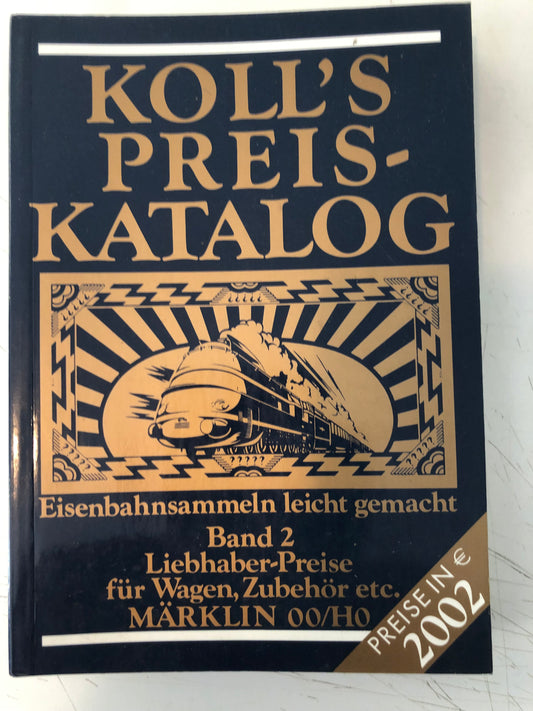 KOLL'S
PREIS-
KATALOG
Eisenbahnsammeln leicht gemacht
Band 2
Liebhaber-Preise
für Wagen, Zubehör etc.
MÄRKLIN 00/H0
PREISE IN €
2002